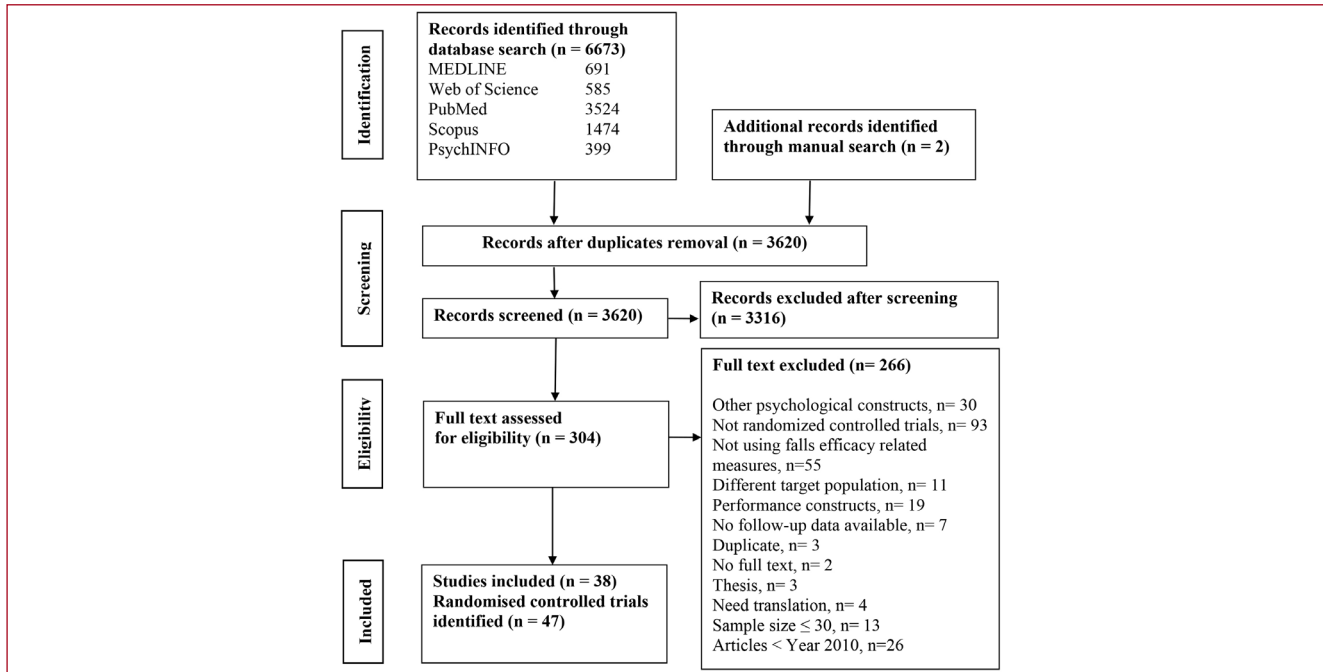 Identification
Records identified through
database search (n = 6673)
MEDLINE 691
Web of Science 585
PubMed 3524
Scopus 1474
PsychINFO 399
Additional records identified
through manual search (n = 2)
Screening
Records after duplicates removal (n = 3620)
Records screened (n = 3620)
Records excluded after screening
(n = 3316)
Eligibility
Full text assessed
for eligibility (n = 304)
Full text excluded (n= 266)
Other psychological constructs, n= 30
Not randomized controlled trials, n= 93
Not using falls efficacy related
measures, n=55
Different target population, n= 11
Performance constructs, n= 19
No follow-up data available, n= 7
Duplicate, n= 3
No full text, n= 2
Thesis, n= 3
Need translation, n= 4
Sample size ≤ 30, n= 13
Articles < Year 2010, n=26
Included
Studies included (n = 38)
Randomised controlled trials
identified (n = 47)